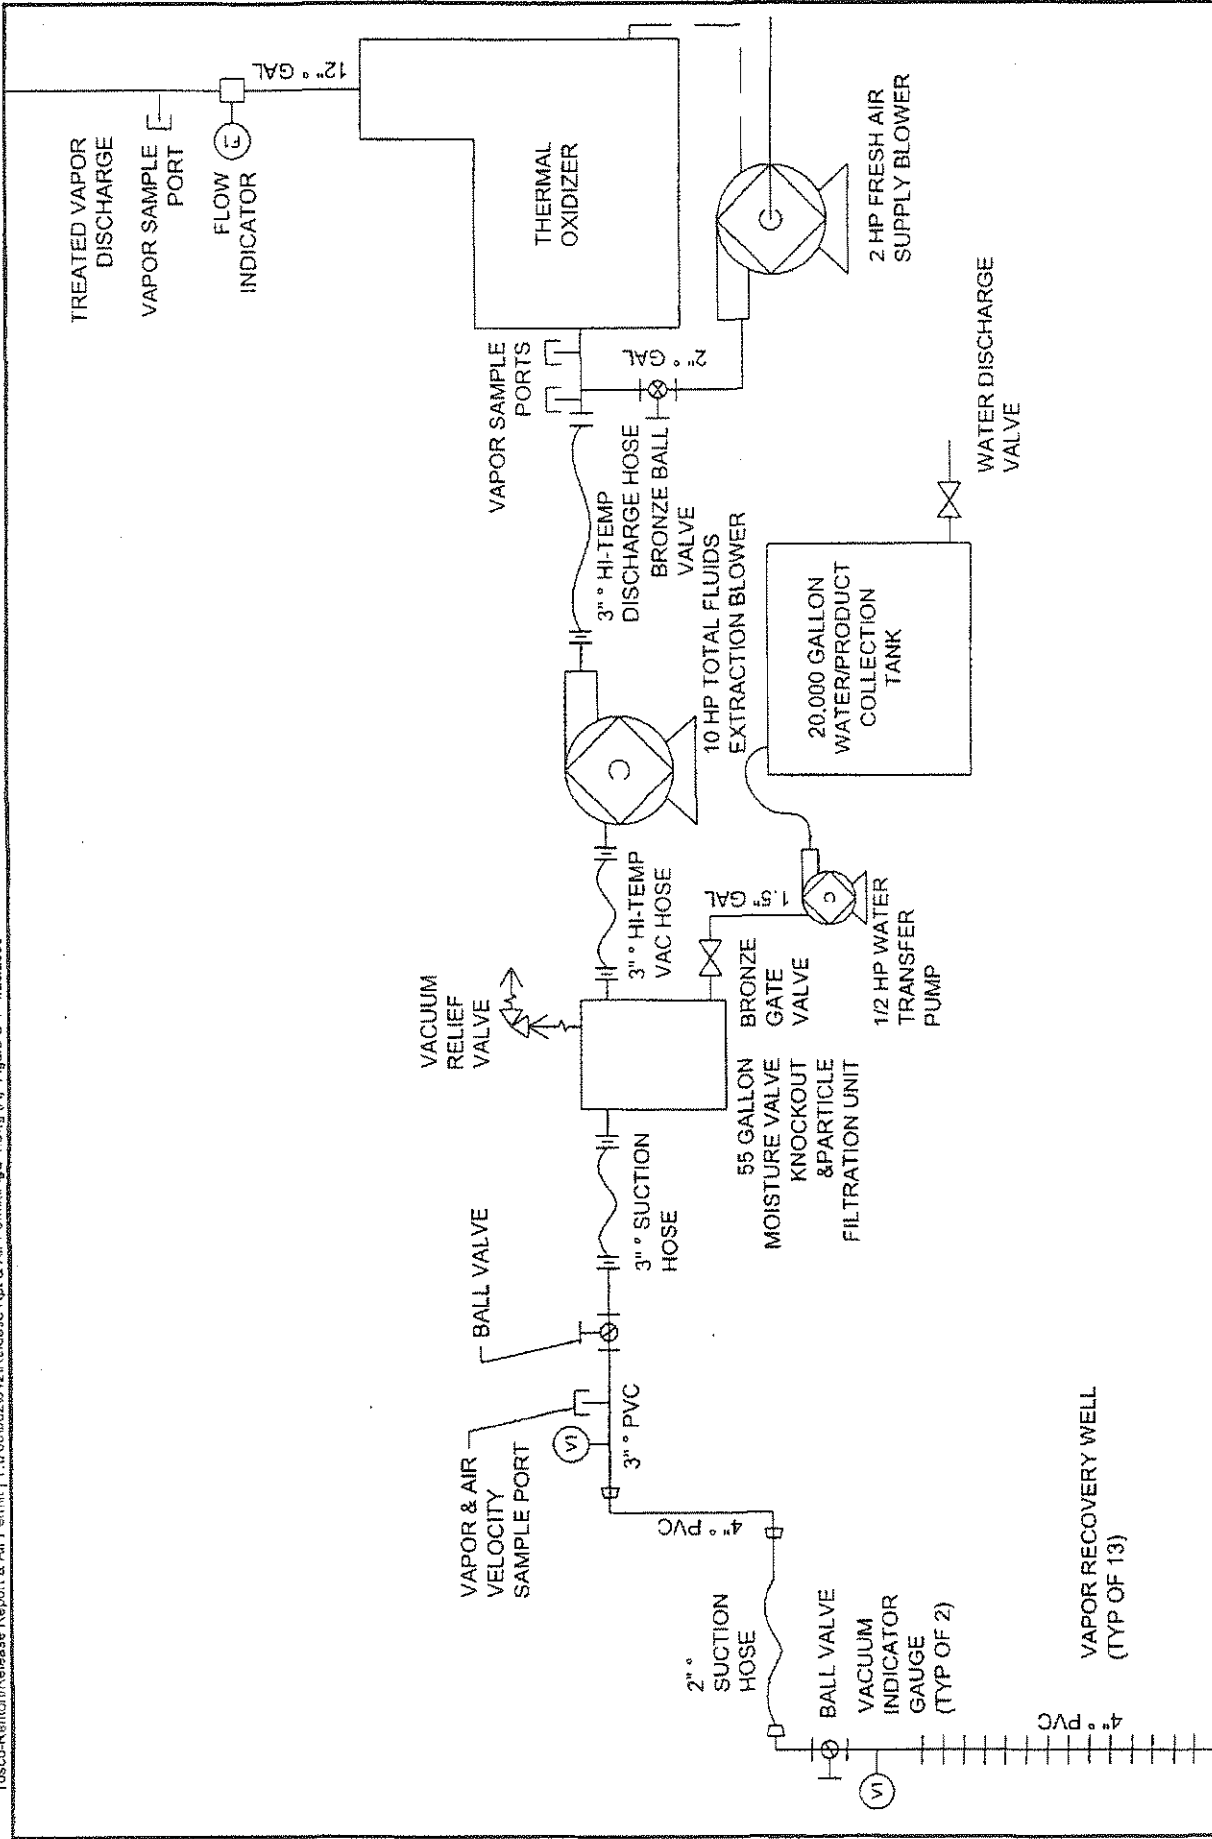 TREATED VAPOR
DISCHARGE
VAPOR SAMPLE
PORT
FLOW
INDICATOR
12" ° GAL
THERMAL
OXIDIZER
2 HP FRESH AIR
SUPPLY BLOWER
VAPOR SAMPLE
PORTS
2" ° GAL
3" ° HI-TEMP
DISCHARGE HOSE
BRONZE BALL
VALVE
10 HP TOTAL FLUIDS
EXTRACTION BLOWER
WATER DISCHARGE
VALVE
20,000 GALLON
WATER/PRODUCT
COLLECTION
TANK
C
C
C
3" ° HI-TEMP
VAC HOSE
1.5" GAL
1/2 HP WATER
TRANSFER
PUMP
BRONZE
GATE
VALVE
VACUUM
RELIEF
VALVE
55 GALLON
MOISTURE VALVE
KNOCKOUT
&PARTICLE
FILTRATION UNIT
3" ° SUCTION
HOSE
BALL VALVE
VAPOR & AIR
VELOCITY
SAMPLE PORT
V1
3" ° PVC
4" ° PVC
2" °
SUCTION
HOSE
BALL VALVE
VACUUM
INDICATOR
GAUGE
(TYP OF 2)
V1
4" ° PVC
VAPOR RECOVERY WELL
(TYP OF 13)